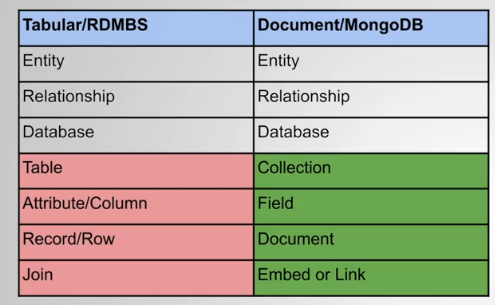 Tabular/RDMBS Document/MongoDB
Entity Entity
Relationship Relationship
Database Database
Table Collection
Attribute/Column Field
Record/Row Document
Join Embed or Link